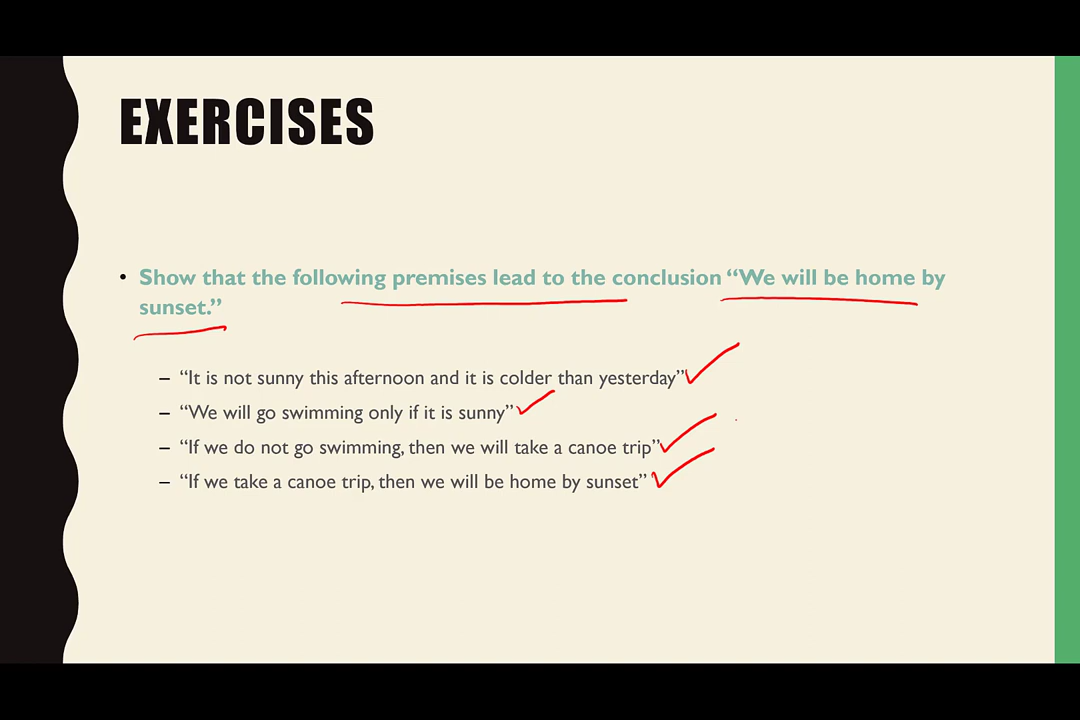 EXERCISES
• Show that the following premises lead to the conclusion “We will be home by
sunset.”
– “It is not sunny this afternoon and it is colder than yesterday”
– “We will go swimming only if it is sunny”
– “If we do not go swimming, then we will take a canoe trip”
– “If we take a canoe trip, then we will be home by sunset”